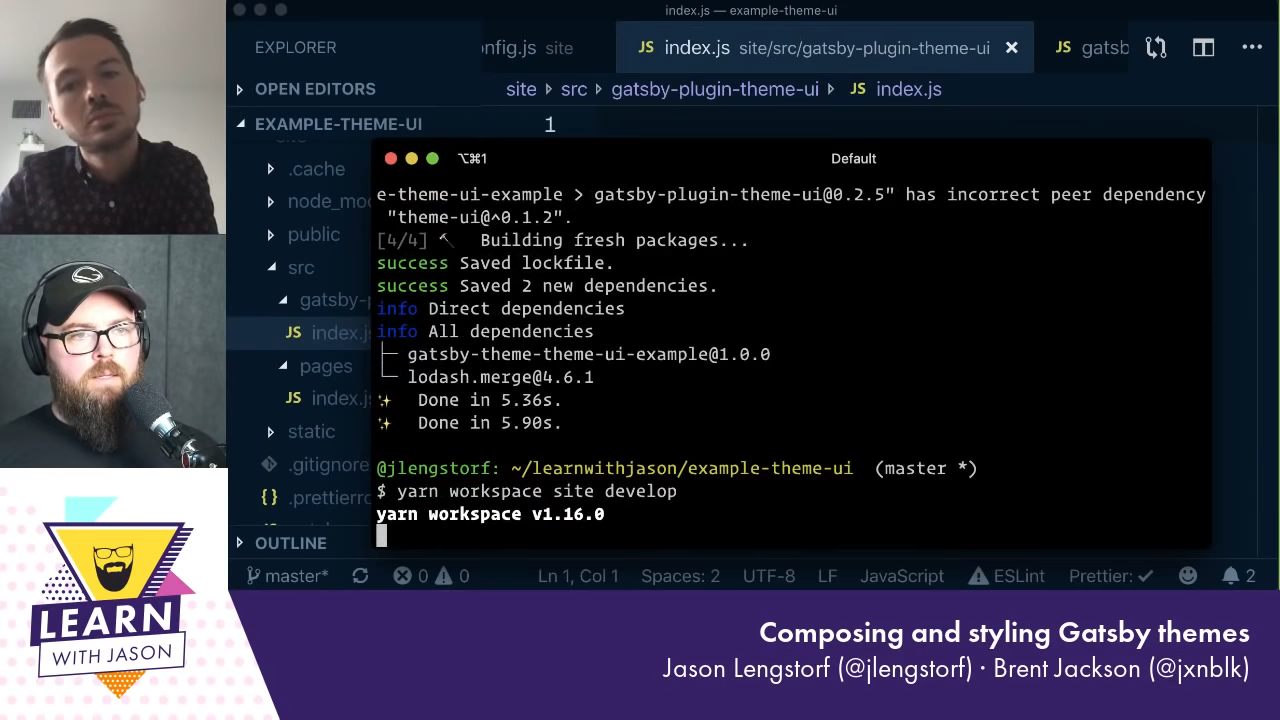 index.js — example-theme-ui
EXPLORER
nfig.js site
JS index.js site/src/gatsby-plugin-theme-ui ×
JS gatsb
OPEN EDITORS
site src gatsby-plugin-theme-ui JS index.js
EXAMPLE-THEME-UI
1
.cache
node_mo
public
src
gatsby-p
JS index.js
pages
JS index.js
static
.gitignore
{} .prettierrc
OUTLINE
⌥⌘1 Default
e-theme-ui-example > gatsby-plugin-theme-ui@0.2.5" has incorrect peer dependency
"theme-ui@^0.1.2".
[4/4] Building fresh packages...
success Saved lockfile.
success Saved 2 new dependencies.
info Direct dependencies
info All dependencies
├─ gatsby-theme-theme-ui-example@1.0.0
└─ lodash.merge@4.6.1
✨ Done in 5.36s.
✨ Done in 5.90s.
@jlengstorf: ~/learnwithjason/example-theme-ui (master *)
$ yarn workspace site develop
yarn workspace v1.16.0
master* 0 0 Ln 1, Col 1 Spaces: 2 UTF-8 LF JavaScript ESLint Prettier: ✓ 2
LEARN
WITH JASON
Composing and styling Gatsby themes
Jason Lengstorf (@jlengstorf) · Brent Jackson (@jxnblk)